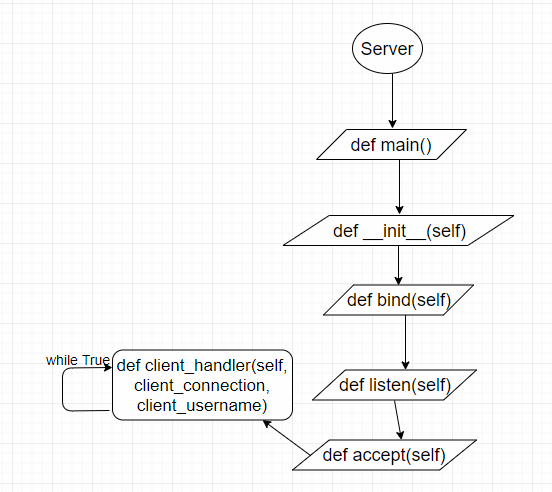 Server
def main()
def __init__(self)
def bind(self)
while True
def client_handler(self,
client_connection,
client_username)
def listen(self)
def accept(self)